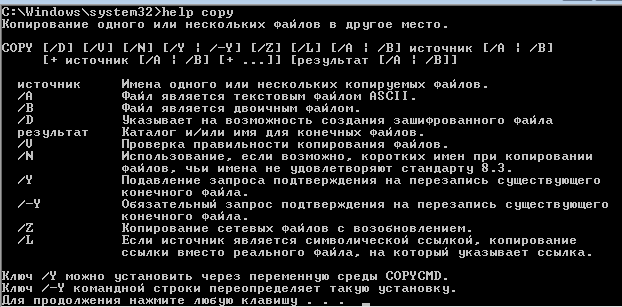 C:\Windows\system32>help copy
Копирование одного или нескольких файлов в другое место.
COPY [/D] [/V] [/N] [/Y ¦ /-Y] [/Z] [/L] [/A ¦ /B] источник [/A ¦ /B]
[+ источник [/A ¦ /B] [+ ...]] [результат [/A ¦ /B]]
источник Имена одного или нескольких копируемых файлов.
/A Файл является текстовым файлом ASCII.
/B Файл является двоичным файлом.
/D Указывает на возможность создания зашифрованного файла
результат Каталог и/или имя для конечных файлов.
/V Проверка правильности копирования файлов.
/N Использование, если возможно, коротких имен при копировании
файлов, чьи имена не удовлетворяют стандарту 8.3.
/Y Подавление запроса подтверждения на перезапись существующего
конечного файла.
/-Y Обязательный запрос подтверждения на перезапись существующего
конечного файла.
/Z Копирование сетевых файлов с возобновлением.
/L Если источник является символической ссылкой, копирование
ссылки вместо реального файла, на который указывает ссылка.
Ключ /Y можно установить через переменную среды COPYCMD.
Ключ /-Y командной строки переопределяет такую установку.
Для продолжения нажмите любую клавишу . . . _